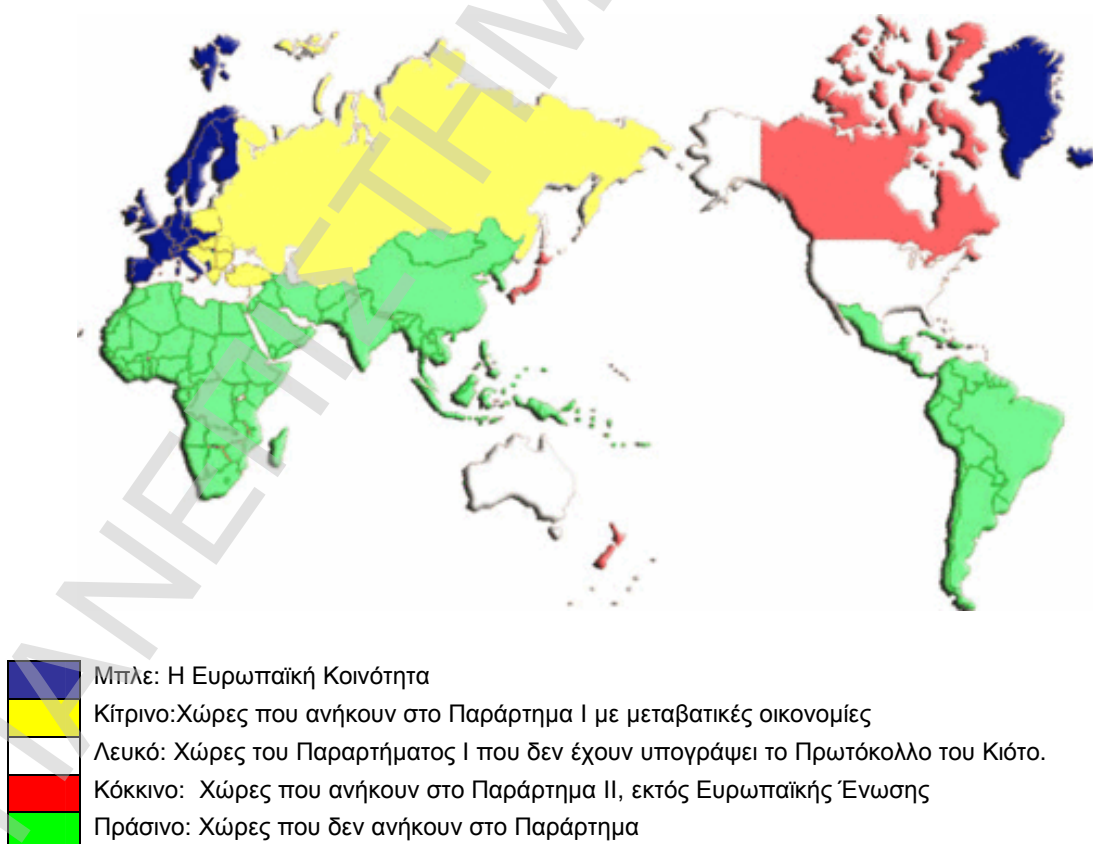 ΠΑΝΕΠΙΣΤΗΜ
Μπλε: Η Ευρωπαϊκή Κοινότητα
Κίτρινο:Χώρες που ανήκουν στο Παράρτημα Ι με μεταβατικές οικονομίες
Λευκό: Χώρες του Παραρτήματος Ι που δεν έχουν υπογράψει το Πρωτόκολλο του Κιότο.
Κόκκινο: Χώρες που ανήκουν στο Παράρτημα ΙΙ, εκτός Ευρωπαϊκής Ένωσης
Πράσινο: Χώρες που δεν ανήκουν στο Παράρτημα